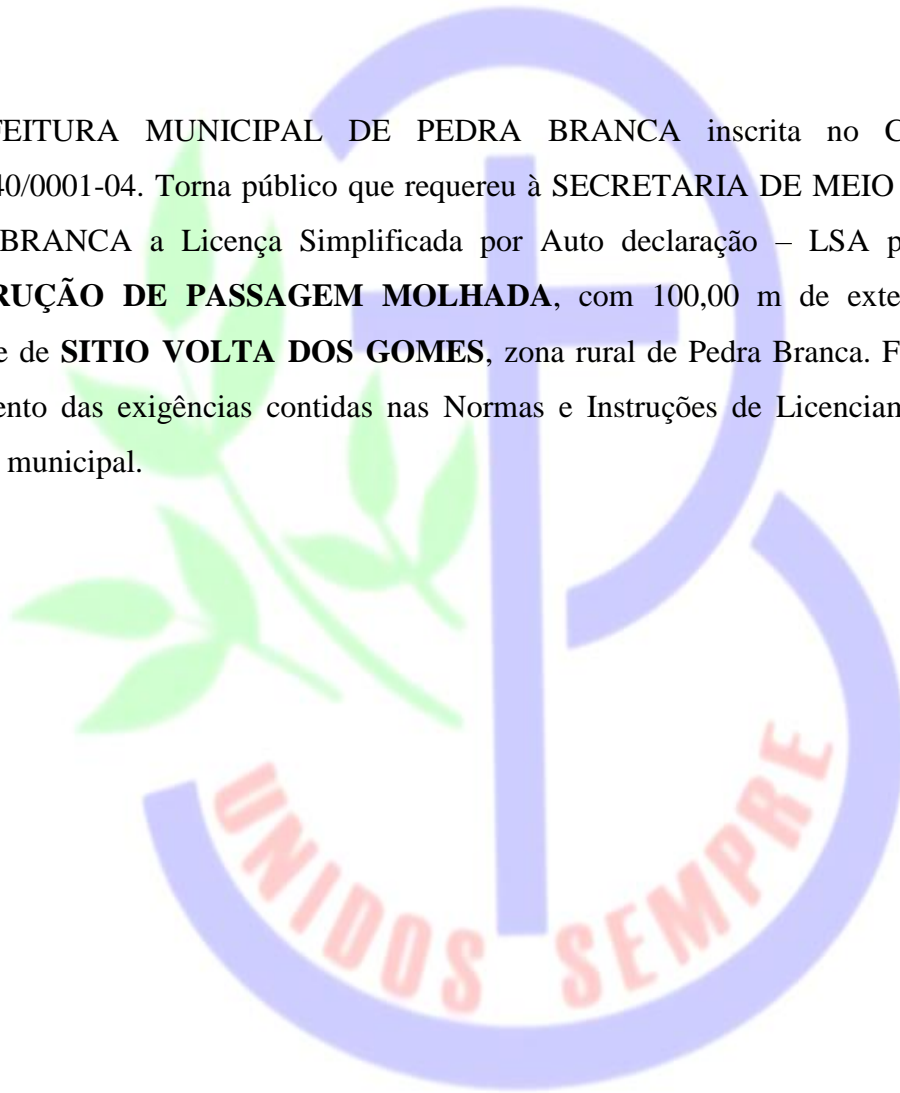 FEITURA MUNICIPAL DE PEDRA BRANCA inscrita no C
40/0001-04. Torna público que requereu à SECRETARIA DE MEIO
BRANCA a Licença Simplificada por Auto declaração – LSA p
RUÇÃO DE PASSAGEM MOLHADA, com 100,00 m de exte
e de SITIO VOLTA DOS GOMES, zona rural de Pedra Branca. F
ento das exigências contidas nas Normas e Instruções de Licencian
municipal.
UNIDOS SEMPRE